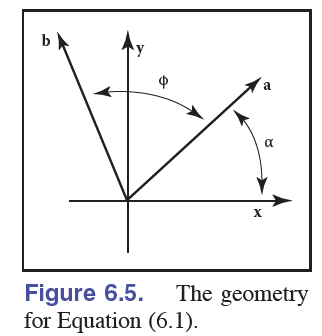 b
y
ϕ
a
α
x
Figure 6.5. The geometry
for Equation (6.1).